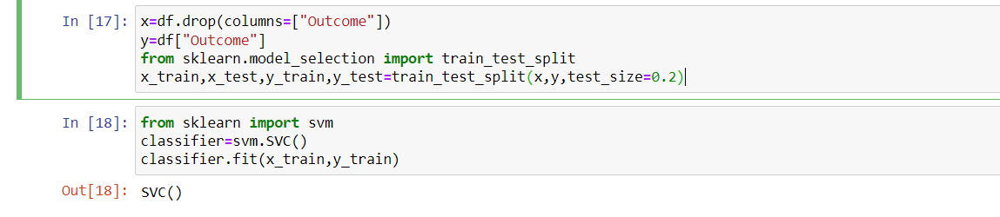 In [17]: x=df.drop(columns=["Outcome"])
y=df["Outcome"]
from sklearn.model_selection import train_test_split
x_train,x_test,y_train,y_test=train_test_split(x,y,test_size=0.2)
In [18]: from sklearn import svm
classifier=svm.SVC()
classifier.fit(x_train,y_train)
Out[18]: SVC()